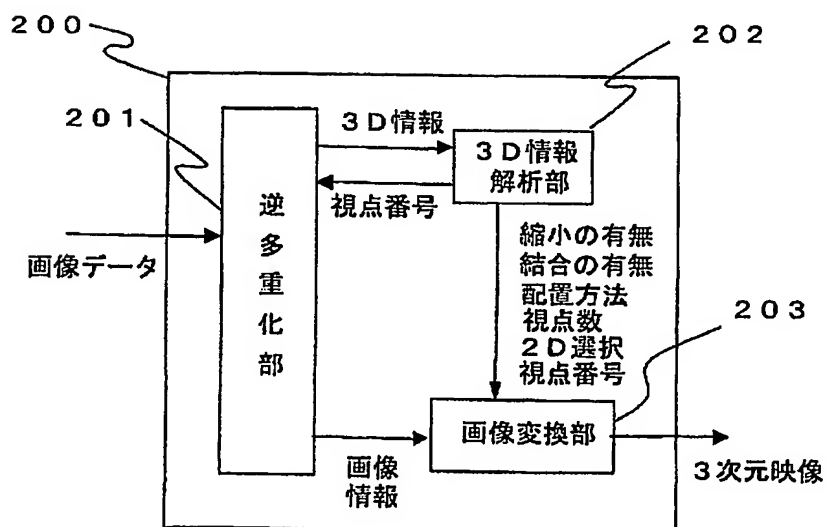 200
202
201
3D情報
3D情報
解析部
視点番号
逆多重化部
画像データ
縮小の有無
結合の有無
配置方法
視点数
2D選択
視点番号
203
画像変換部
画像
情報
3次元映像